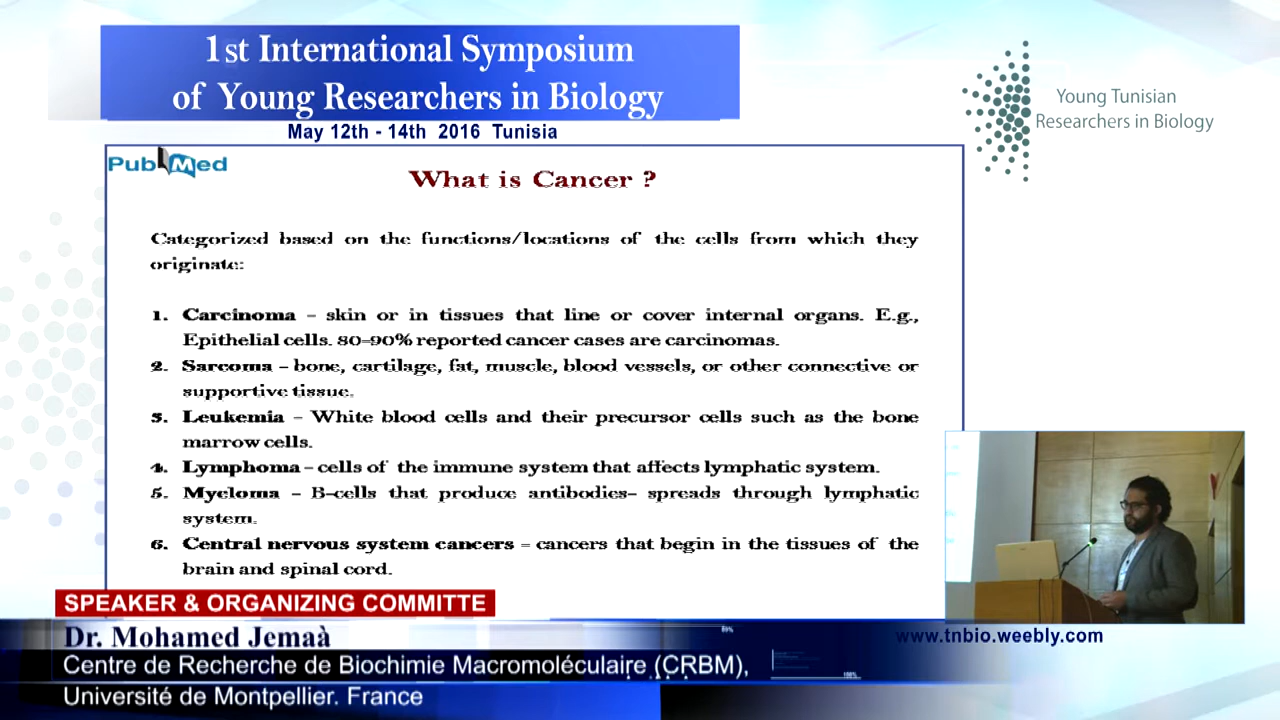 1st International Symposium
of Young Researchers in Biology
May 12th - 14th 2016 Tunisia
Young Tunisian
Researchers in Biology
PubMed
What is Cancer ?
Categorized based on the functions/locations of the cells from which they
originate:
1. Carcinoma – skin or in tissues that line or cover internal organs. E.g.,
Epithelial cells. 80-90% reported cancer cases are carcinomas.
2. Sarcoma – bone, cartilage, fat, muscle, blood vessels, or other connective or
supportive tissue.
3. Leukemia – White blood cells and their precursor cells such as the bone
marrow cells.
4. Lymphoma – cells of the immune system that affects lymphatic system.
5. Myeloma – B-cells that produce antibodies- spreads through lymphatic
system.
6. Central nervous system cancers – cancers that begin in the tissues of the
brain and spinal cord.
SPEAKER & ORGANIZING COMMITTE
Dr. Mohamed Jemaà
Centre de Recherche de Biochimie Macromoléculaire (CRBM),
Université de Montpellier. France
89%
100%
www.tnbio.weebly.com